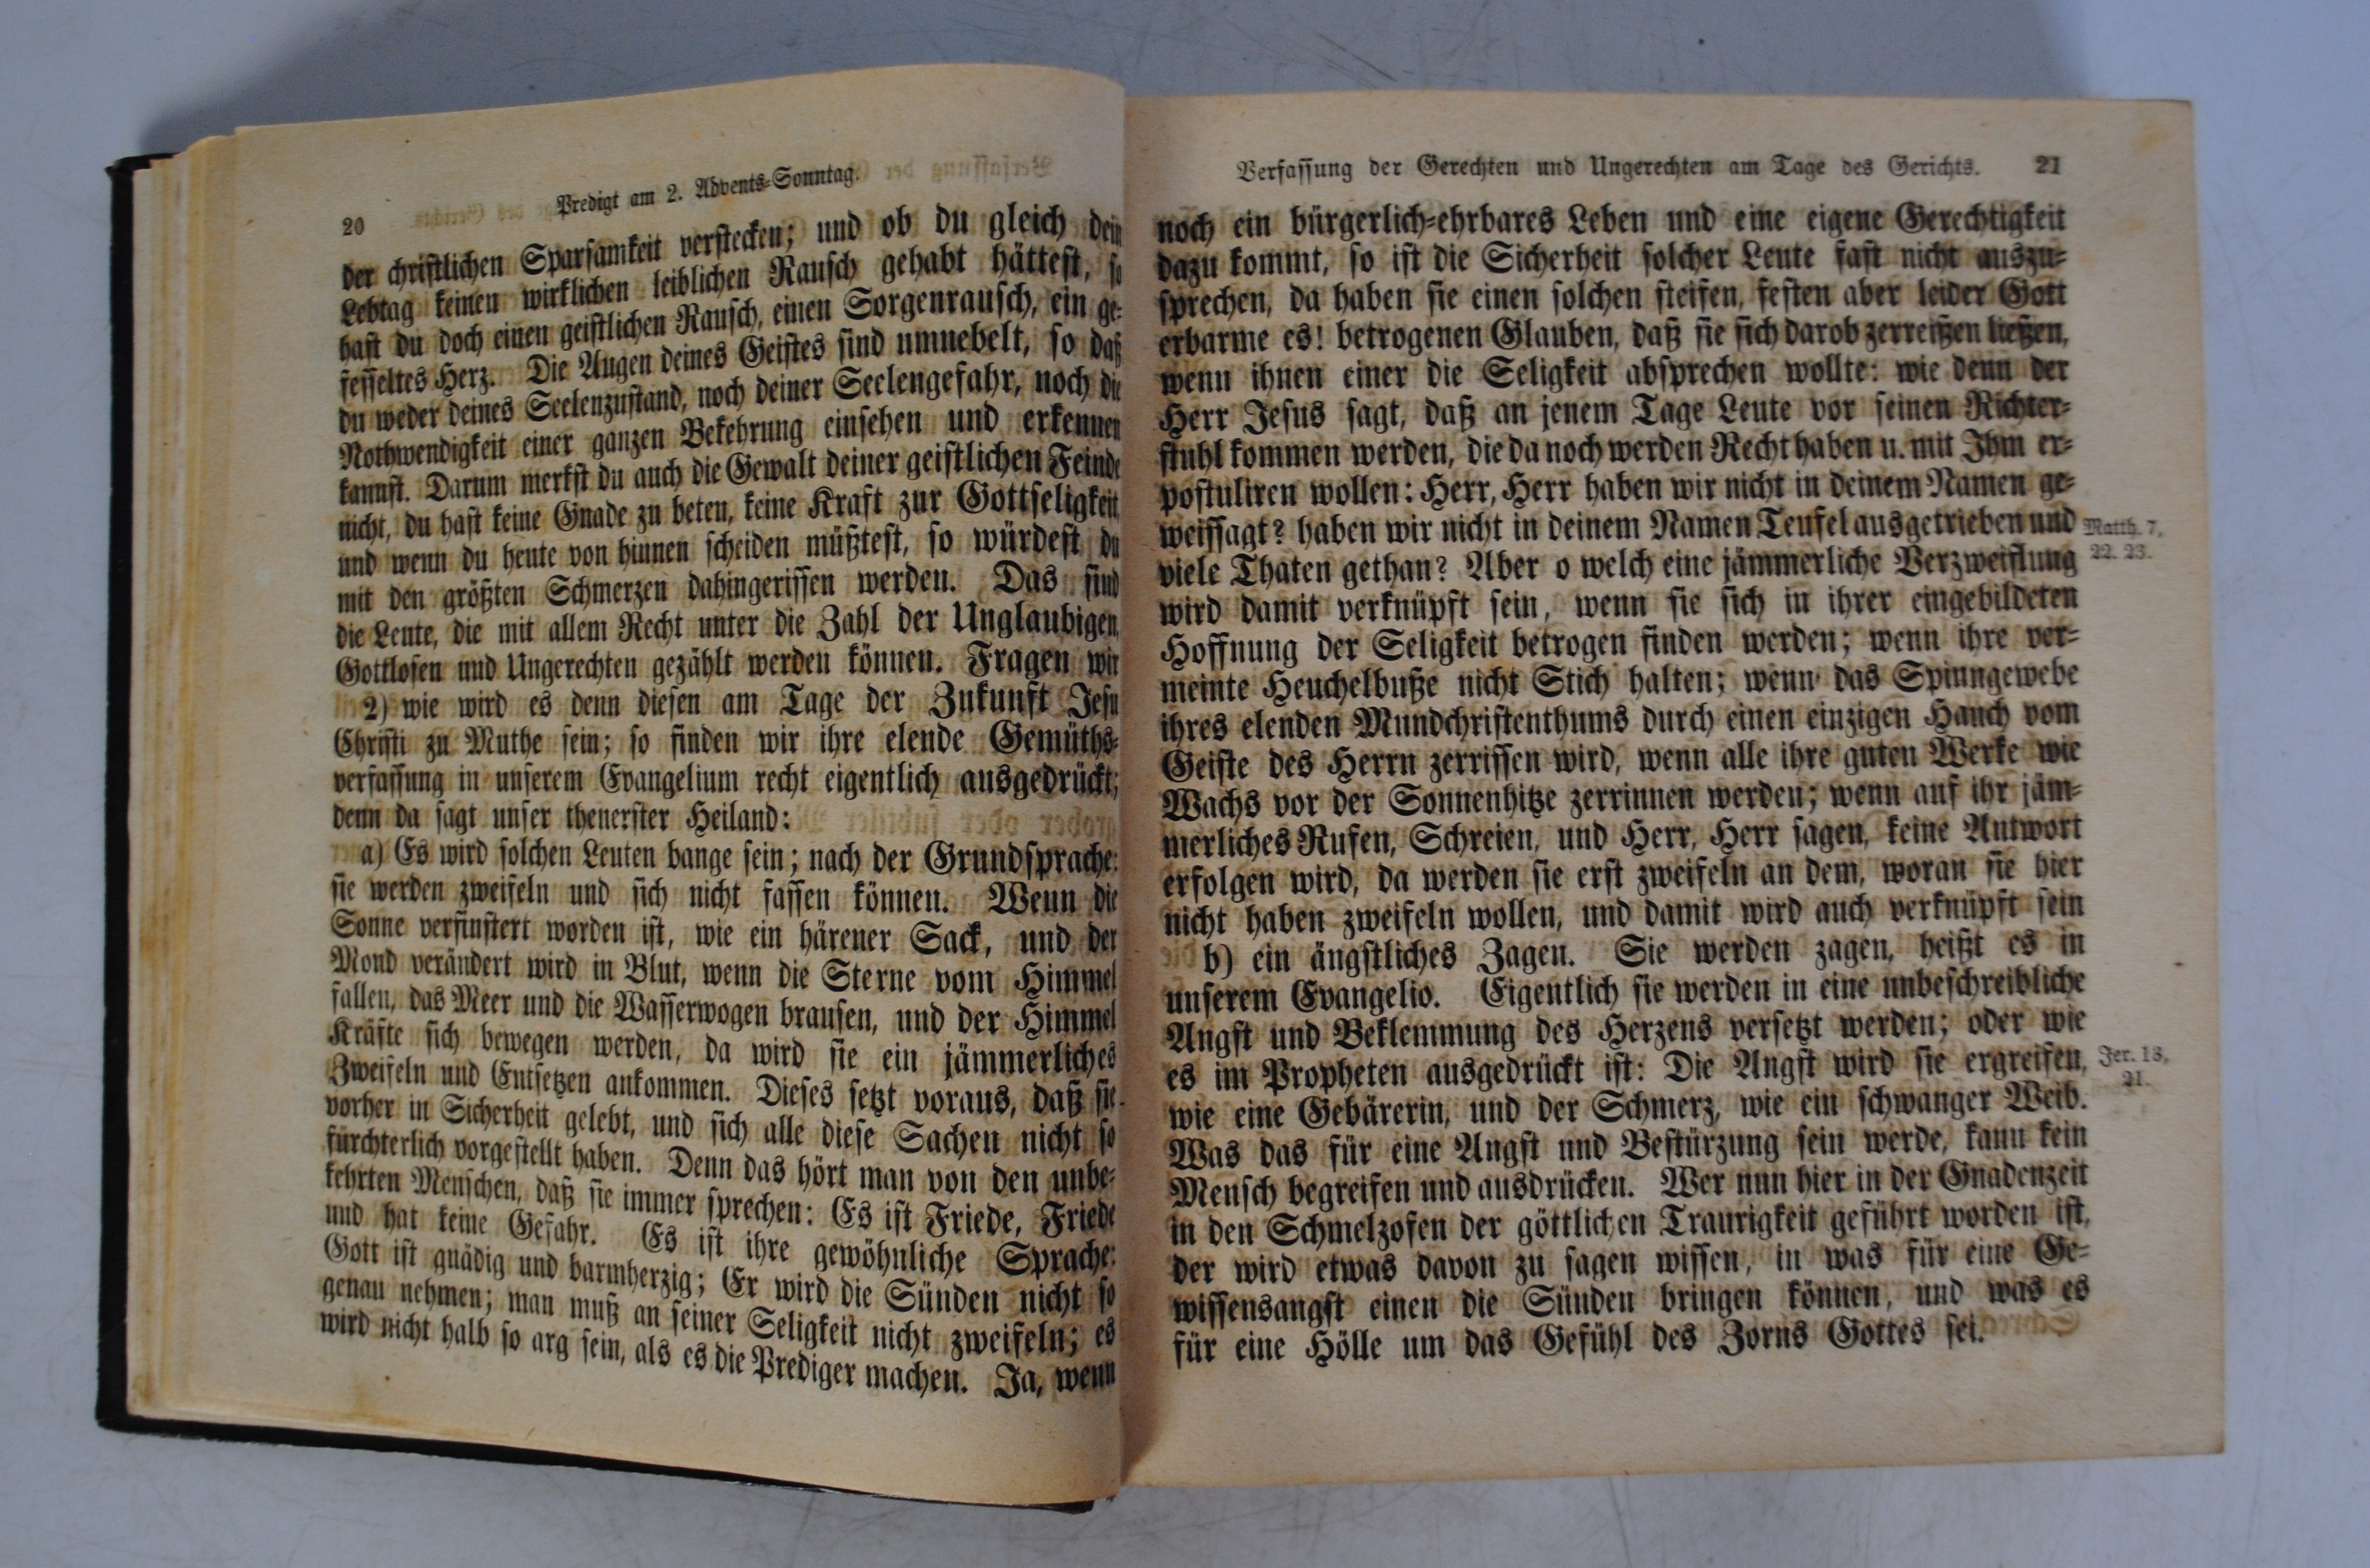 20
Predigt am 2. Advents-Sonntag.
der christlichen Sparsamkeit verstecken; und ob du gleich dein
Lebtag keinen wirklichen leiblichen Rausch gehabt hättest, so
hast du doch einen geistlichen Rausch, einen Sorgenrausch, ein ge-
fesseltes Herz. Die Augen deines Geistes sind umnebelt, so daß
du weder deines Seelenzustand, noch deiner Seelengefahr, noch die
Nothwendigkeit einer ganzen Bekehrung einsehen und erkennen
kannst. Darum merkst du auch die Gewalt deiner geistlichen Feinde
nicht, du hast keine Gnade zu beten, keine Kraft zur Gottseligkeit,
und wenn du heute von hinnen scheiden müßtest, so würdest du
mit den größten Schmerzen dahingerissen werden. Das sind
die Leute, die mit allem Recht unter die Zahl der Unglaubigen,
Gottlosen und Ungerechten gezählt werden können. Fragen wir
2) wie wird es denn diesen am Tage der Zukunft Jesu
Christi zu Muthe sein; so finden wir ihre elende Gemüths-
verfassung in unserem Evangelium recht eigentlich ausgedrückt;
denn da sagt unser theuerster Heiland:
a) Es wird solchen Leuten bange sein; nach der Grundsprache:
sie werden zweifeln und sich nicht fassen können. Wenn die
Sonne verfinstert worden ist, wie ein härener Sack, und der
Mond verändert wird in Blut, wenn die Sterne vom Himmel
fallen, das Meer und die Wasserwogen brausen, und der Himmel
Kräfte sich bewegen werden, da wird sie ein jämmerliches
Zweifeln und Entsetzen ankommen. Dieses setzt voraus, daß sie
vorher in Sicherheit gelebt, und sich alle diese Sachen nicht so
fürchterlich vorgestellt haben. Denn das hört man von den unbe-
kehrten Menschen, daß sie immer sprechen: Es ist Friede, Friede
und hat keine Gefahr. Es ist ihre gewöhnliche Sprache:
Gott ist gnädig und barmherzig; Er wird die Sünden nicht so
genau nehmen; man muß an seiner Seligkeit nicht zweifeln; es
wird nicht halb so arg sein, als es die Prediger machen. Ja, wenn
Verfassung der Gerechten und Ungerechten am Tage des Gerichts. 21
noch ein bürgerlich-ehrbares Leben und eine eigene Gerechtigkeit
dazu kommt, so ist die Sicherheit solcher Leute fast nicht auszu-
sprechen, da haben sie einen solchen steifen, festen aber leider Gott
erbarme es! betrogenen Glauben, daß sie sich darob zerreißen ließen,
wenn ihnen einer die Seligkeit absprechen wollte: wie denn der
Herr Jesus sagt, daß an jenem Tage Leute vor seinen Richter-
stuhl kommen werden, die da noch werden Recht haben u. mit Ihm er-
postuliren wollen: Herr, Herr haben wir nicht in deinem Namen ge-
weissagt? haben wir nicht in deinem Namen Teufel ausgetrieben und
viele Thaten gethan? Aber o welch eine jämmerliche Verzweiflung
wird damit verknüpft sein, wenn sie sich in ihrer eingebildeten
Hoffnung der Seligkeit betrogen finden werden; wenn ihre ver-
meinte Heuchelbuße nicht Stich halten; wenn das Spinngewebe
ihres elenden Mundchristenthums durch einen einzigen Hauch vom
Geiste des Herrn zerrissen wird, wenn alle ihre guten Werke wie
Wachs vor der Sonnenhitze zerrinnen werden; wenn auf ihr jäm-
merliches Rufen, Schreien, und Herr, Herr sagen, keine Antwort
erfolgen wird, da werden sie erst zweifeln an dem, woran sie hier
nicht haben zweifeln wollen, und damit wird auch verknüpft sein
b) ein ängstliches Zagen. Sie werden zagen, heißt es in
unserem Evangelio. Eigentlich sie werden in eine unbeschreibliche
Angst und Beklemmung des Herzens versetzt werden; oder wie
es im Propheten ausgedrückt ist: Die Angst wird sie ergreifen,
wie eine Gebärerin, und der Schmerz, wie ein schwanger Weib.
Was das für eine Angst und Bestürzung sein werde, kann kein
Mensch begreifen und ausdrücken. Wer nun hier in der Gnadenzeit
in den Schmelzofen der göttlichen Traurigkeit geführt worden ist,
der wird etwas davon zu sagen wissen, in was für eine Ge-
wissensangst einen die Sünden bringen können, und was es
für eine Hölle um das Gefühl des Zorns Gottes sei.
Matth. 7,
22. 23.
Jer. 13,
21.